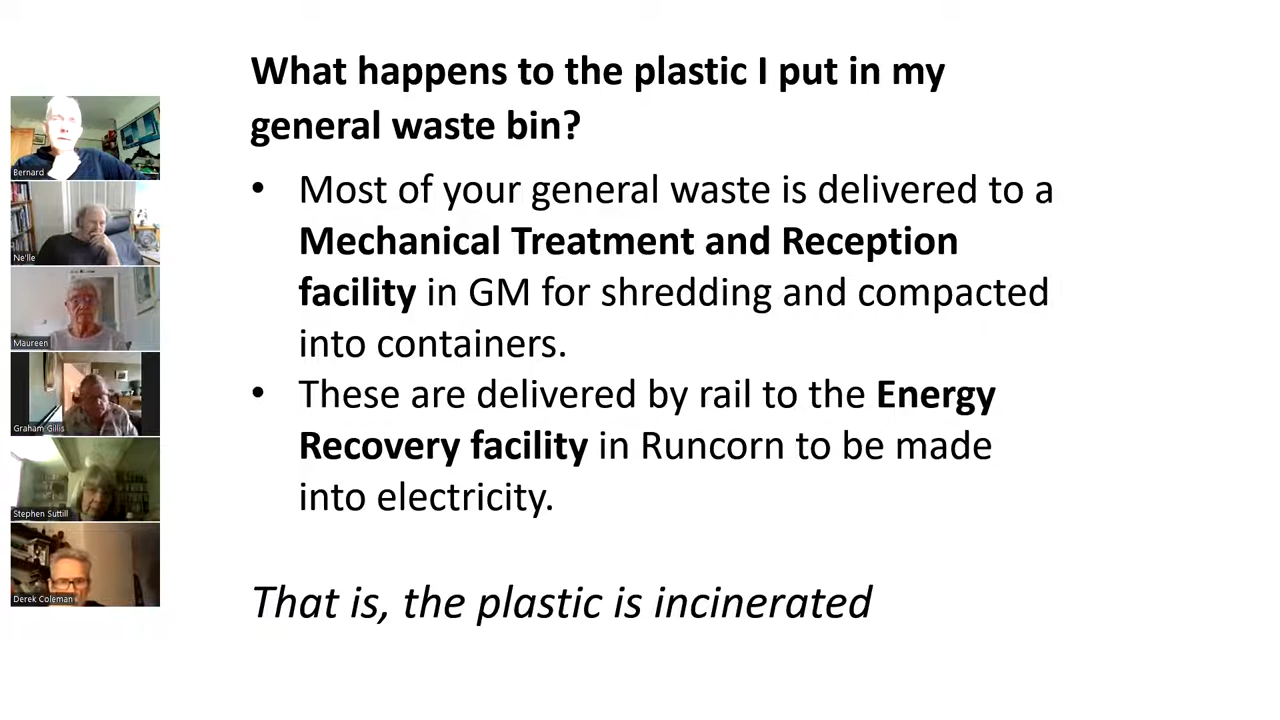 What happens to the plastic I put in my
general waste bin?
• Most of your general waste is delivered to a
Mechanical Treatment and Reception
facility in GM for shredding and compacted
into containers.
• These are delivered by rail to the Energy
Recovery facility in Runcorn to be made
into electricity.
That is, the plastic is incinerated
Bernard
Ne'lle
Maureen
Graham Gillis
Stephen Suttill
Derek Coleman